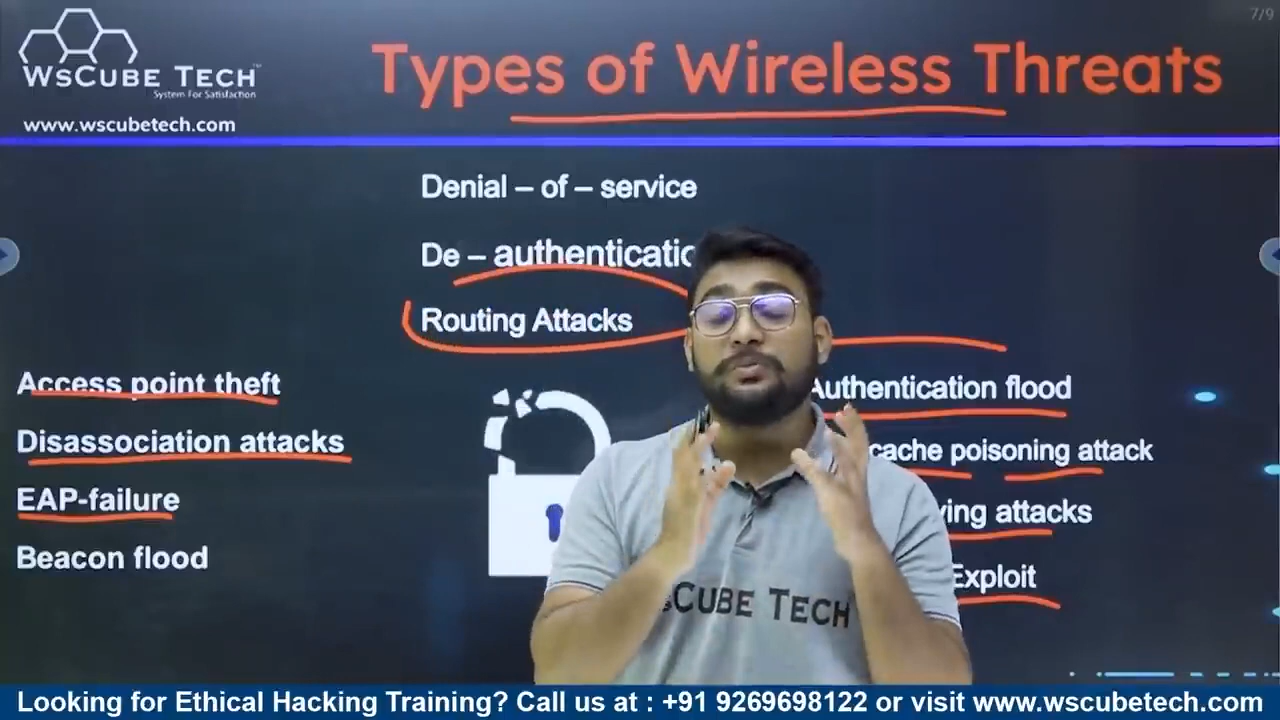 7/9
WsCube Tech
System For Satisfaction
www.wscubetech.com
Types of Wireless Threats
Denial – of – service
De – authenticatio
Routing Attacks
Access point theft
Authentication flood
Disassociation attacks
cache poisoning attack
EAP-failure
attacks
Beacon flood
Exploit
Cube Tech
Looking for Ethical Hacking Training? Call us at : +91 9269698122 or visit www.wscubetech.com